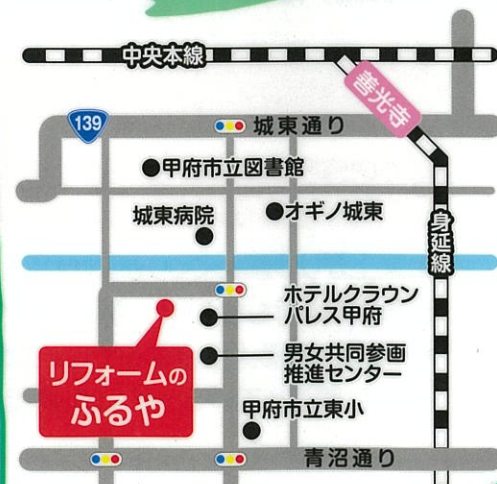 中央本線
善光寺
139
城東通り
甲府市立図書館
城東病院
オギノ城東
身延線
ホテルクラウン
パレス甲府
男女共同参画
推進センター
リフォームの
ふるや
甲府市立東小
青沼通り